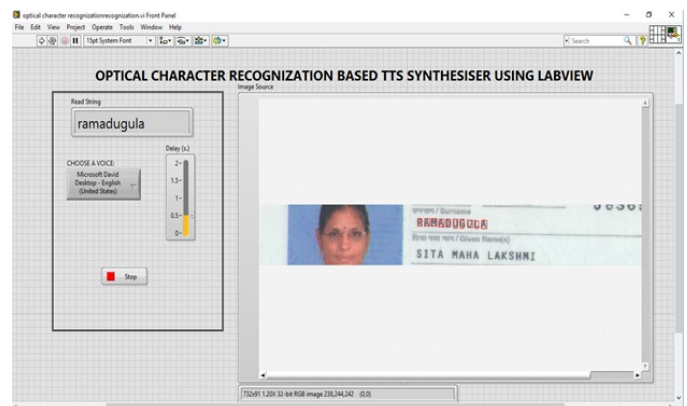 optical character recognizationrecognization.vi Front Panel
File Edit View Project Operate Tools Window Help
15pt System Font
Search
OPTICAL CHARACTER RECOGNIZATION BASED TTS SYNTHESISER USING LABVIEW
Read String
ramadugula
CHOOSE A VOICE:
Microsoft David
Desktop - English
(United States)
Delay (s.)
2-
1.5-
1-
0.5-
0-
Stop
Image Source
/ Surname
RAMADUGULA
/ Given Name(s)
SITA MAHA LAKSHMI
732x91 1.20X 32-bit RGB image 238,244,242 (0,0)